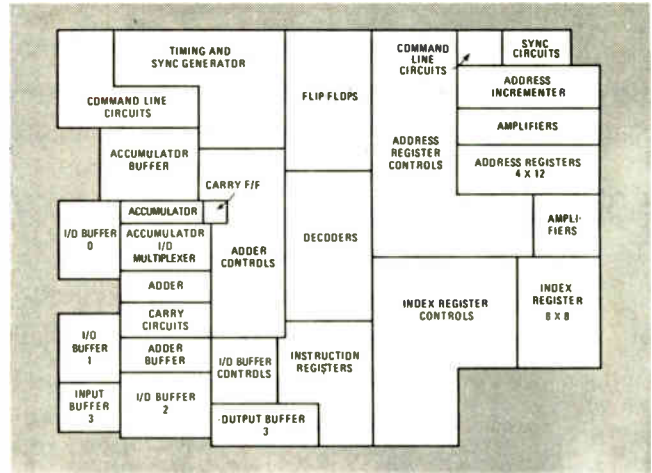 TIMING AND
SYNC GENERATOR
COMMAND LINE
CIRCUITS
SYNC
CIRCUITS
ADDRESS
INCREMENTER
COMMAND LINE
CIRCUITS
FLIP FLOPS
AMPLIFIERS
ACCUMULATOR
BUFFER
ADDRESS
REGISTER
CONTROLS
ADDRESS REGISTERS
4 X 12
CARRY F/F
ACCUMULATOR
I/O BUFFER
0
ACCUMULATOR
I/O
MULTIPLEXER
ADDER
CONTROLS
DECODERS
AMPLI-
FIERS
ADDER
INDEX REGISTER
CONTROLS
INDEX
REGISTER
8 X 8
CARRY
CIRCUITS
I/O
BUFFER
1
ADDER
BUFFER
I/O BUFFER
CONTROLS
INSTRUCTION
REGISTERS
INPUT
BUFFER
3
I/O BUFFER
2
OUTPUT BUFFER
3